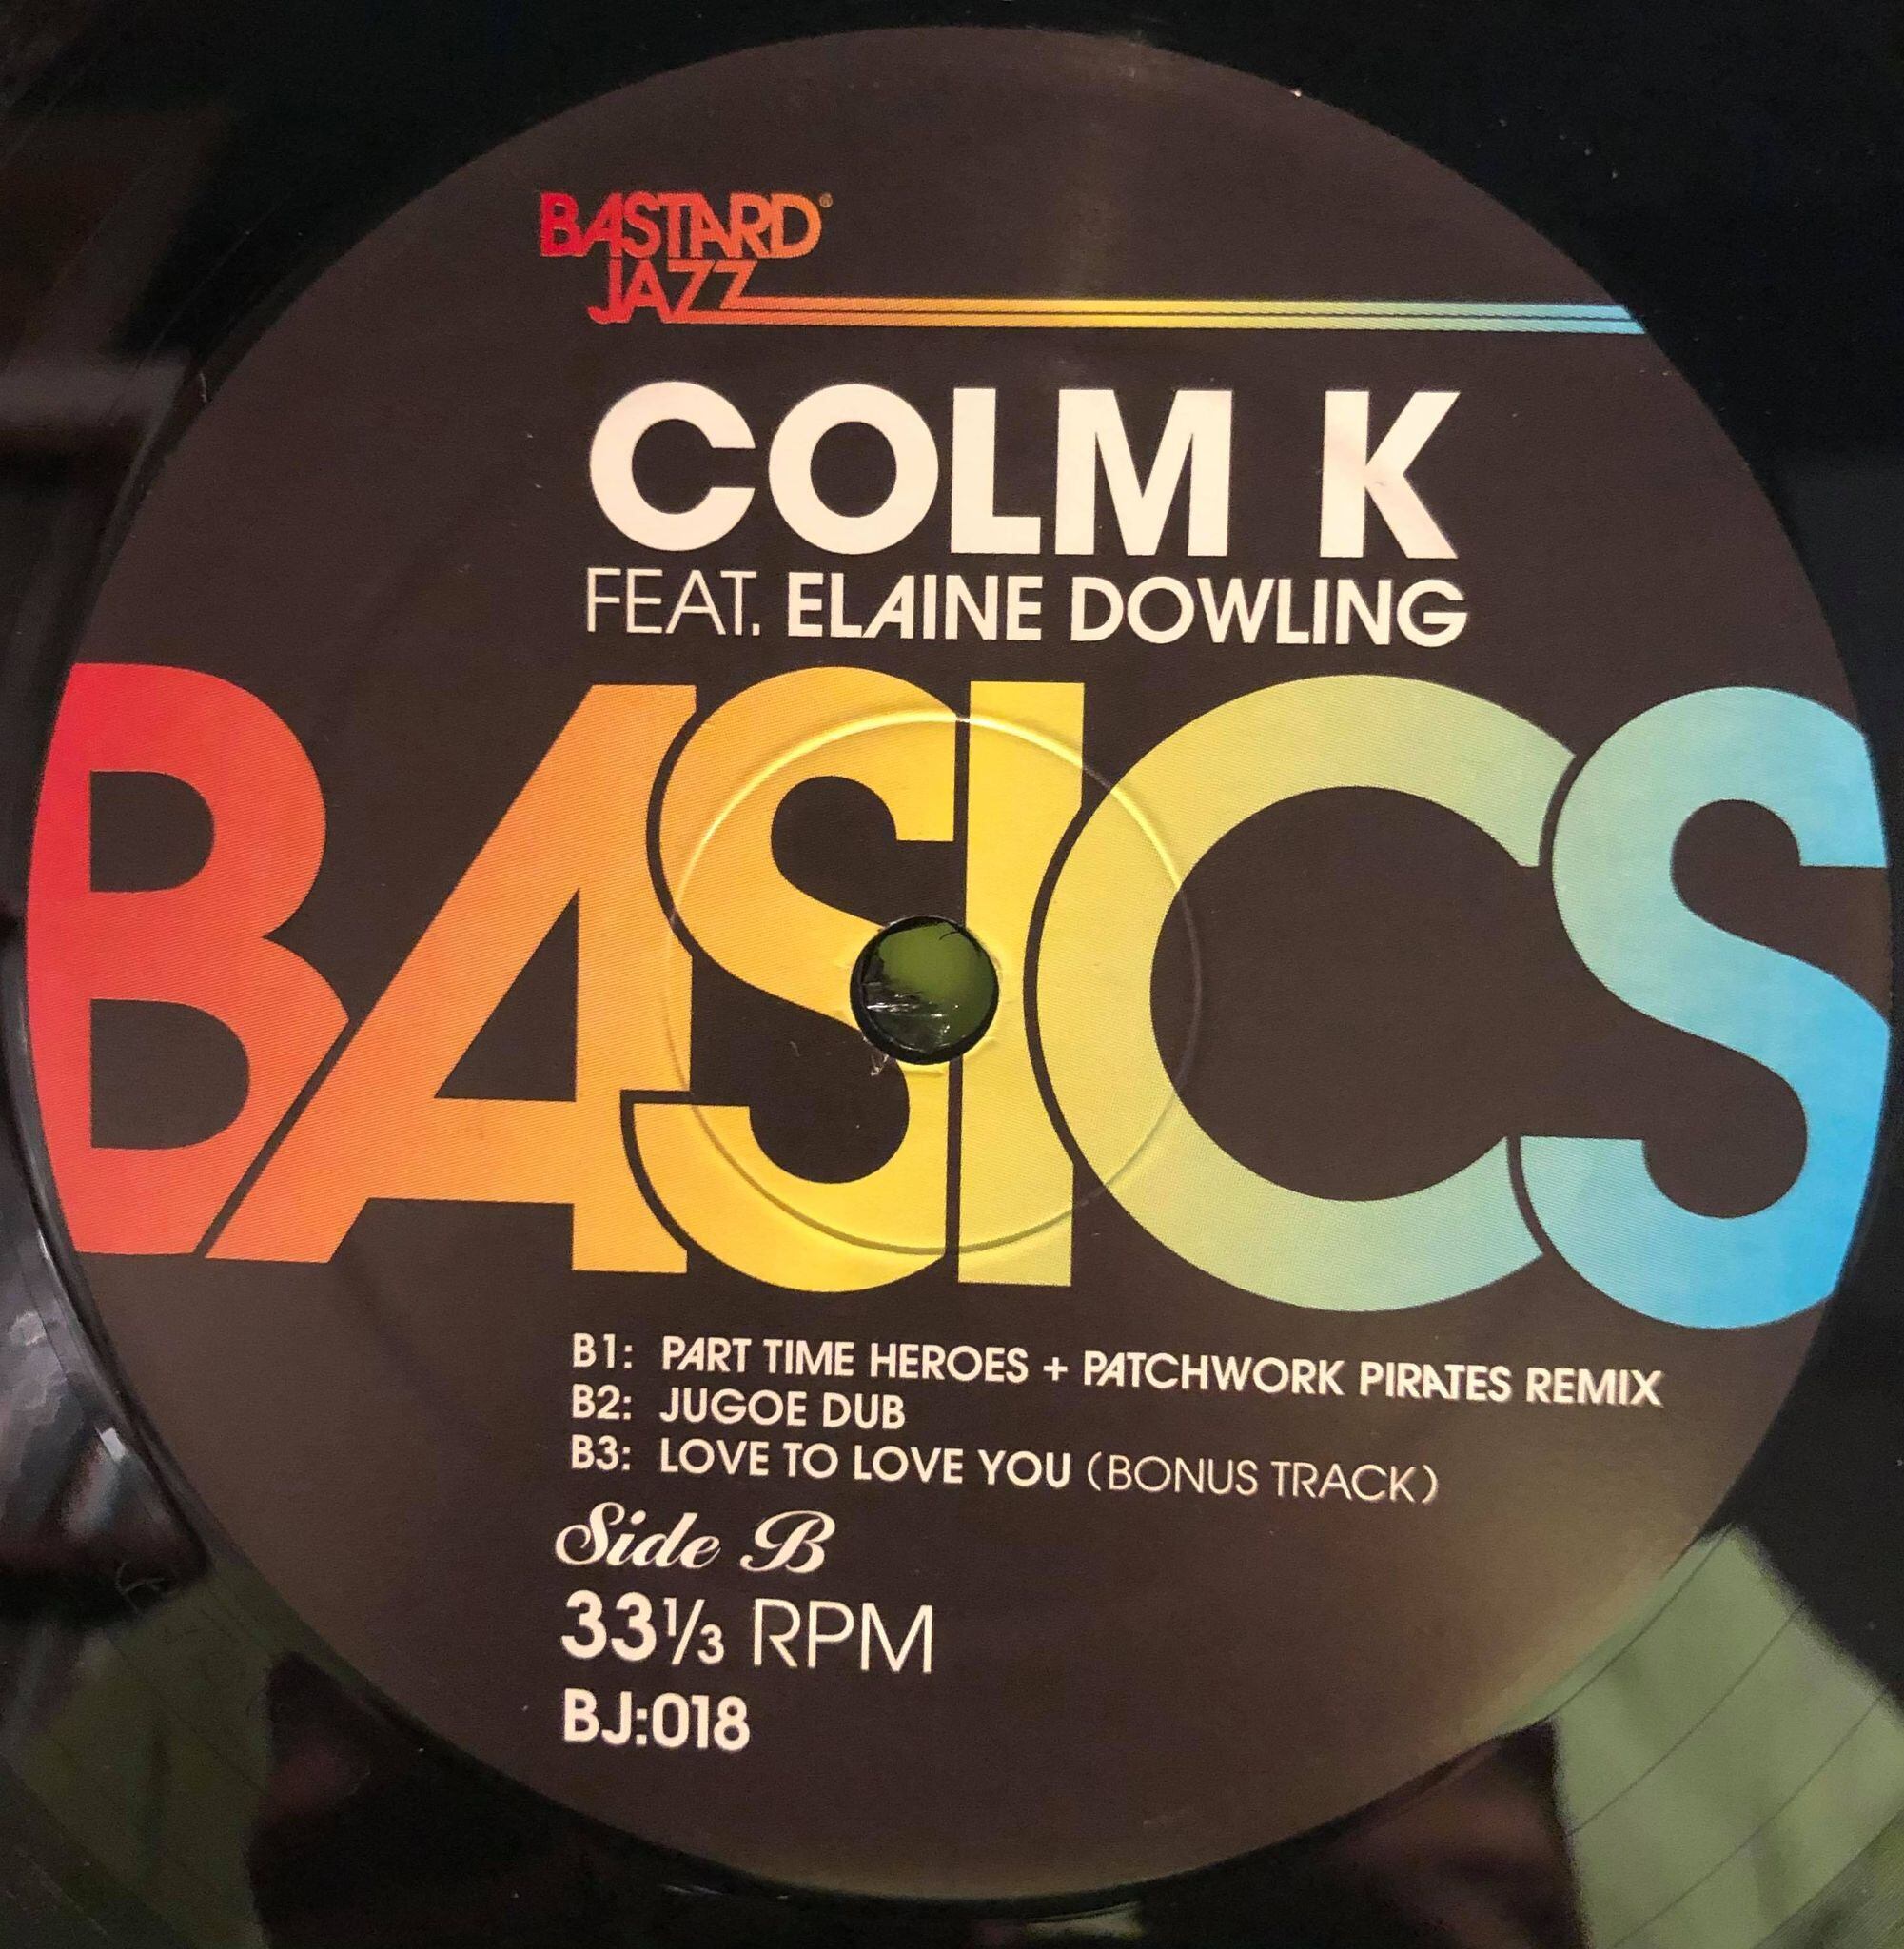 BASTARD®
JAZZ
COLM K
FEAT. ELAINE DOWLING
BASICS
B1: PART TIME HEROES + PATCHWORK PIRATES REMIX
B2: JUGOE DUB
B3: LOVE TO LOVE YOU (BONUS TRACK)
Side B
33⅓ RPM
BJ:018